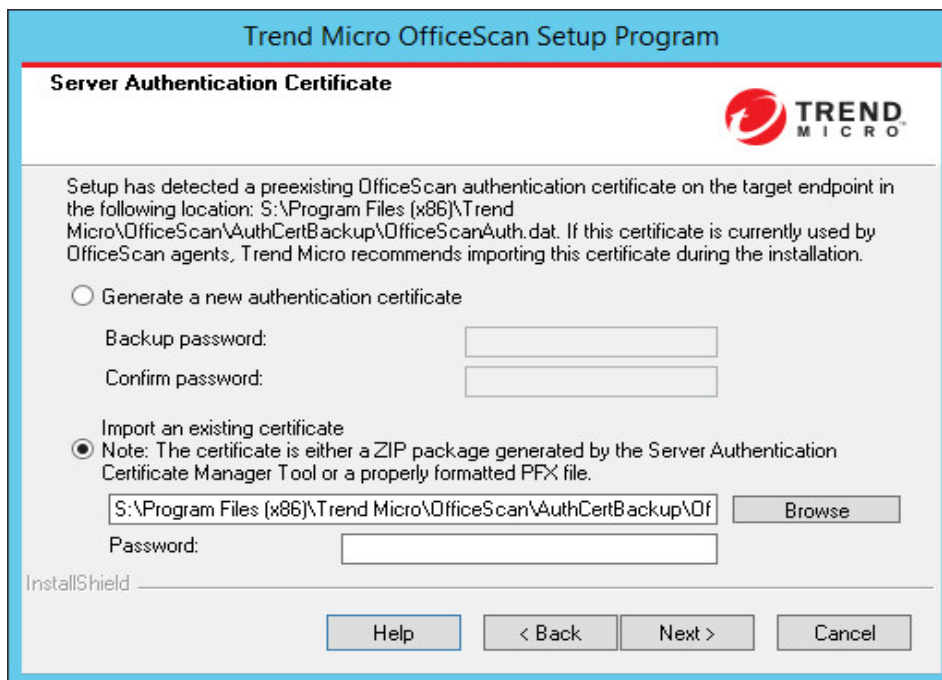 Trend Micro OfficeScan Setup Program
Server Authentication Certificate
TREND
MICRO
Setup has detected a preexisting OfficeScan authentication certificate on the target endpoint in
the following location: S:\Program Files (x86)\Trend
Micro\OfficeScan\AuthCertBackup\OfficeScanAuth.dat. If this certificate is currently used by
OfficeScan agents, Trend Micro recommends importing this certificate during the installation.
Generate a new authentication certificate
Backup password:
Confirm password:
Import an existing certificate
Note: The certificate is either a ZIP package generated by the Server Authentication
Certificate Manager Tool or a properly formatted PFX file.
S:\Program Files (x86)\Trend Micro\OfficeScan\AuthCertBackup\Of
Browse
Password:
InstallShield
Help
< Back
Next >
Cancel